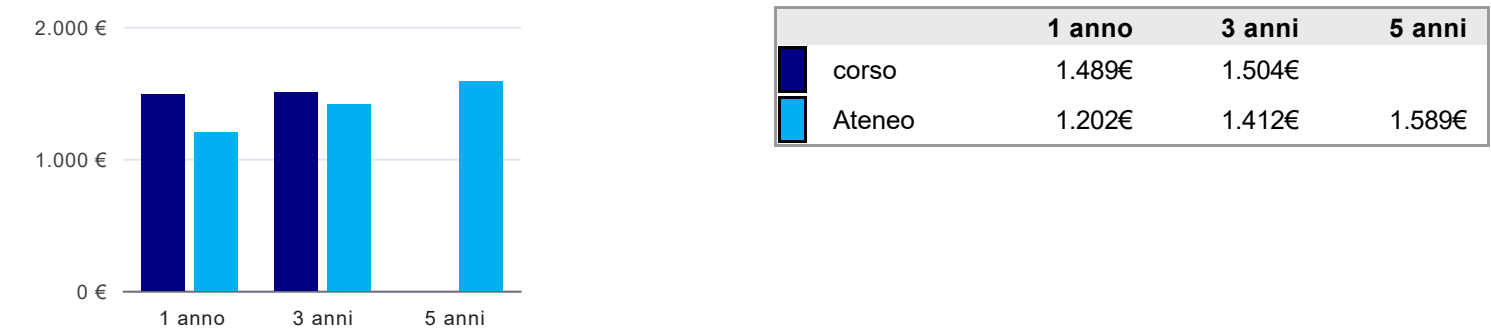 2.000 €
1.000 €
0 €
1 anno 3 anni 5 anni
1 anno 3 anni 5 anni
corso 1.489€ 1.504€
Ateneo 1.202€ 1.412€ 1.589€